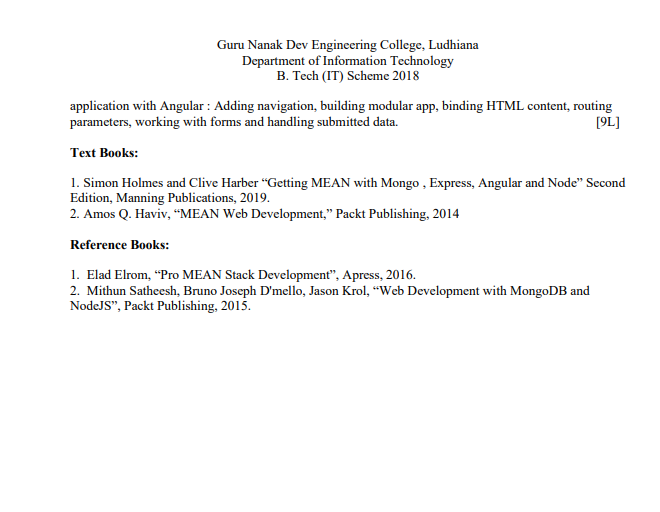 Guru Nanak Dev Engineering College, Ludhiana
Department of Information Technology
B. Tech (IT) Scheme 2018
application with Angular : Adding navigation, building modular app, binding HTML content, routing
parameters, working with forms and handling submitted data. [9L]
Text Books:
1. Simon Holmes and Clive Harber “Getting MEAN with Mongo , Express, Angular and Node” Second
Edition, Manning Publications, 2019.
2. Amos Q. Haviv, “MEAN Web Development,” Packt Publishing, 2014
Reference Books:
1. Elad Elrom, “Pro MEAN Stack Development”, Apress, 2016.
2. Mithun Satheesh, Bruno Joseph D'mello, Jason Krol, “Web Development with MongoDB and
NodeJS”, Packt Publishing, 2015.